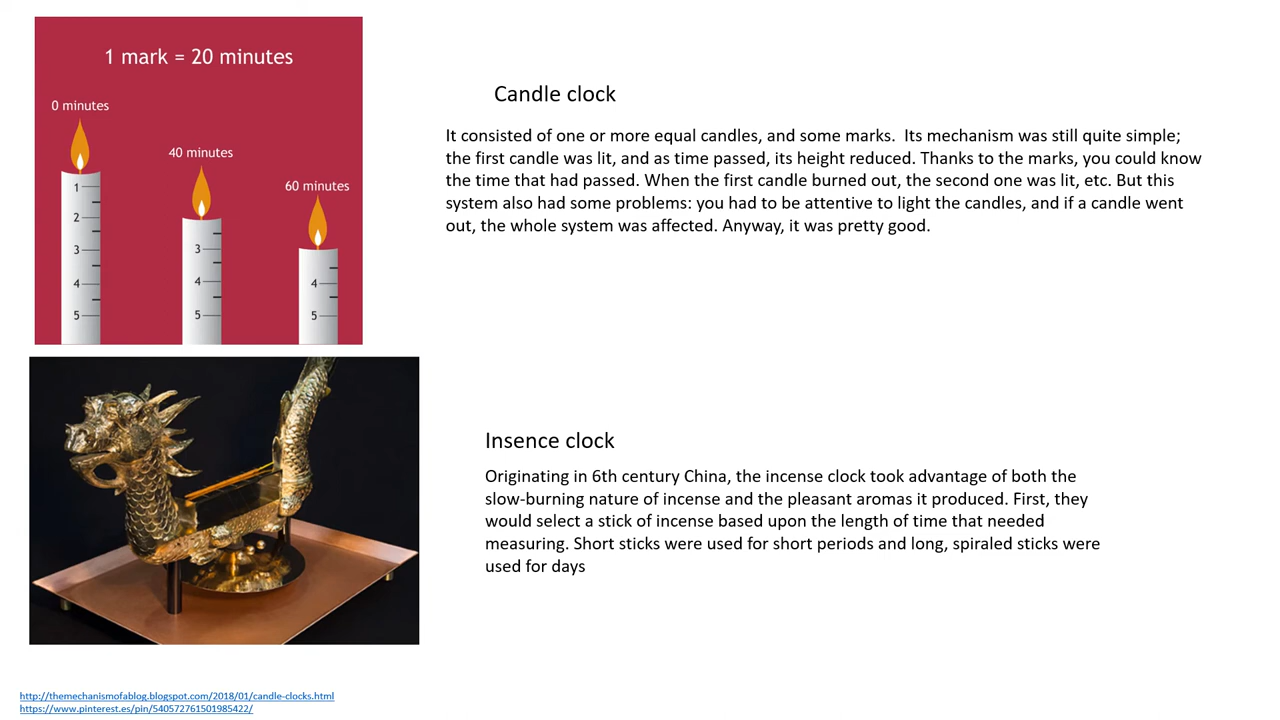 1 mark = 20 minutes
0 minutes
40 minutes
60 minutes
1
2
3
4
5
3
4
5
4
5
Candle clock
It consisted of one or more equal candles, and some marks.  Its mechanism was still quite simple;
the first candle was lit, and as time passed, its height reduced. Thanks to the marks, you could know
the time that had passed. When the first candle burned out, the second one was lit, etc. But this
system also had some problems: you had to be attentive to light the candles, and if a candle went
out, the whole system was affected. Anyway, it was pretty good.
Insence clock
Originating in 6th century China, the incense clock took advantage of both the
slow-burning nature of incense and the pleasant aromas it produced. First, they
would select a stick of incense based upon the length of time that needed
measuring. Short sticks were used for short periods and long, spiraled sticks were
used for days
http://themechanismofablog.blogspot.com/2018/01/candle-clocks.html
https://www.pinterest.es/pin/540572761501985422/